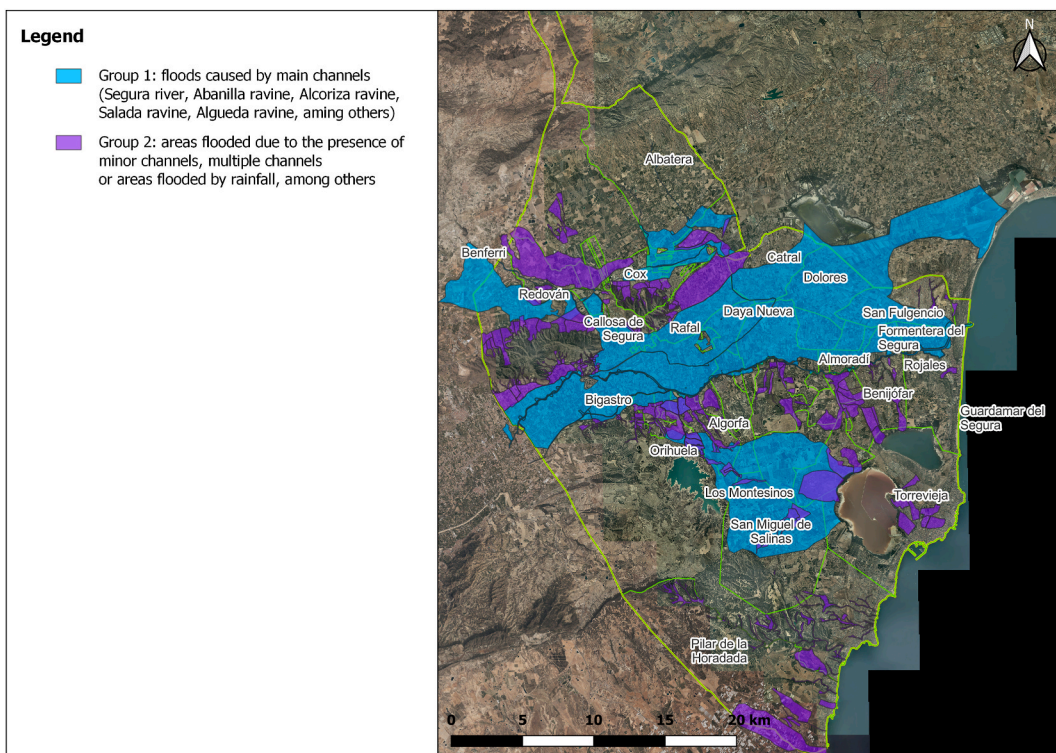 Legend
Group 1: floods caused by main channels
(Segura river, Abanilla ravine, Alcoriza ravine,
Salada ravine, Algueda ravine, aming others)
Group 2: areas flooded due to the presence of
minor channels, multiple channels
or areas flooded by rainfall, among others
N
Albatera
Benferri
Catral
Cox
Dolores
Redován
Daya Nueva
San Fulgencio
Callosa de
Segura
Rafal
Formentera del
Segura
Almoradí
Rojales
Bigastro
Benijófar
Algorfa
Guardamar del
Segura
Orihuela
Los Montesinos
Torrevieja
San Miguel de
Salinas
Pilar de la
Horadada
0 5 10 15 20 km